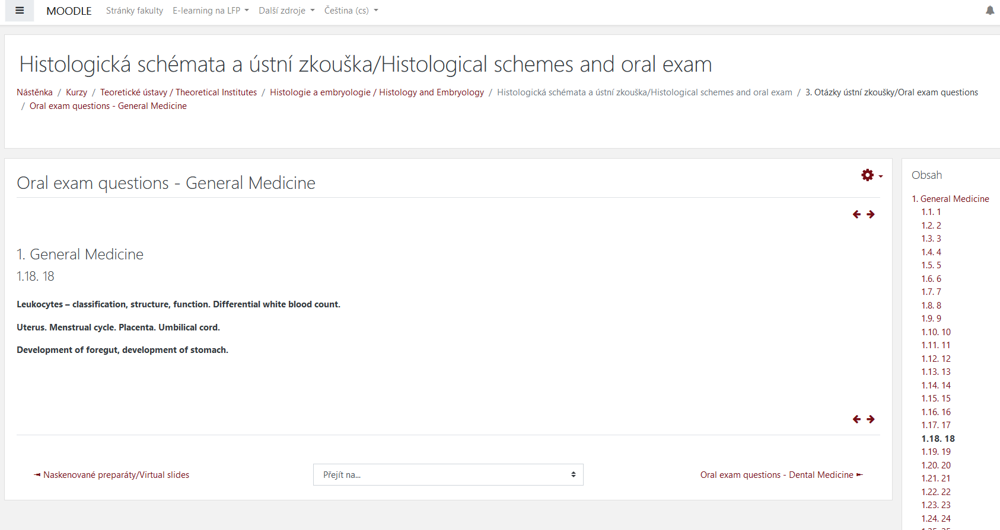 MOODLE Stránky fakulty E-learning na LFP Další zdroje Čeština (cs)
Histologická schémata a ústní zkouška/Histological schemes and oral exam
Nástěnka / Kurzy / Teoretické ústavy / Theoretical Institutes / Histologie a embryologie / Histology and Embryology / Histologická schémata a ústní zkouška/Histological schemes and oral exam / 3. Otázky ústní zkoušky/Oral exam questions
/ Oral exam questions - General Medicine
Oral exam questions - General Medicine
1. General Medicine
1.18. 18
Leukocytes – classification, structure, function. Differential white blood count.
Uterus. Menstrual cycle. Placenta. Umbilical cord.
Development of foregut, development of stomach.
◄ Naskenované preparáty/Virtual slides
Přejít na...
Oral exam questions - Dental Medicine ►
Obsah
1. General Medicine
1.1. 1
1.2. 2
1.3. 3
1.4. 4
1.5. 5
1.6. 6
1.7. 7
1.8. 8
1.9. 9
1.10. 10
1.11. 11
1.12. 12
1.13. 13
1.14. 14
1.15. 15
1.16. 16
1.17. 17
1.18. 18
1.19. 19
1.20. 20
1.21. 21
1.22. 22
1.23. 23
1.24. 24